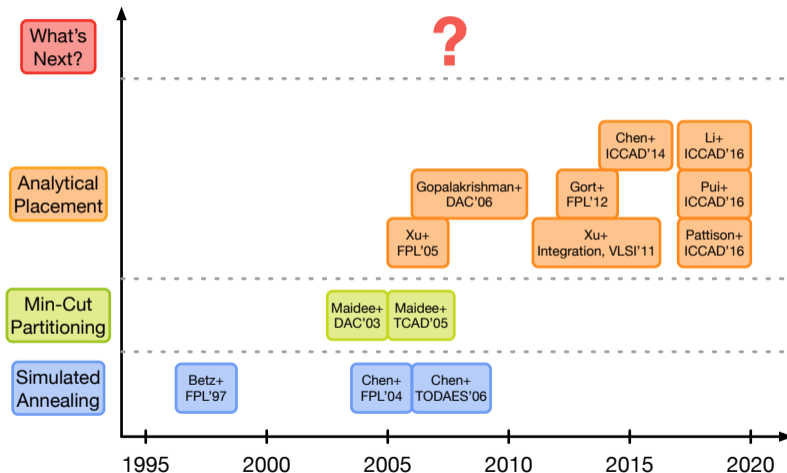 What's
Next?
?
Chen+
ICCAD'14
Li+
ICCAD'16
Analytical
Placement
Gopalakrishman+
DAC'06
Gort+
FPL'12
Pui+
ICCAD'16
Xu+
FPL'05
Xu+
Integration, VLSI'11
Pattison+
ICCAD'16
Min-Cut
Partitioning
Maidee+
DAC'03
Maidee+
TCAD'05
Simulated
Annealing
Betz+
FPL'97
Chen+
FPL'04
Chen+
TODAES'06
1995 2000 2005 2010 2015 2020